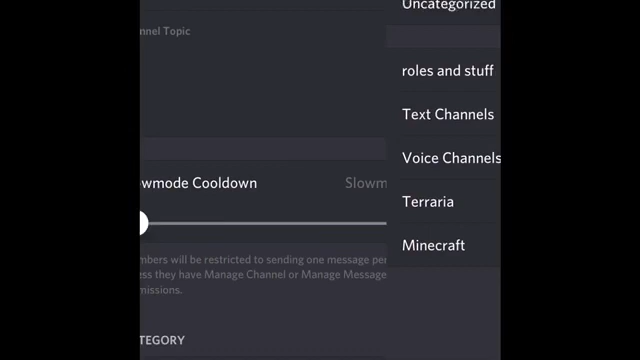 Uncategorized
nnel Topic
roles and stuff
Text Channels
Voice Channels
owmode Cooldown
Slowm
Terraria
Minecraft
mbers will be restricted to sending one message per
ess they have Manage Channel or Manage Message
missions.
TEGORY